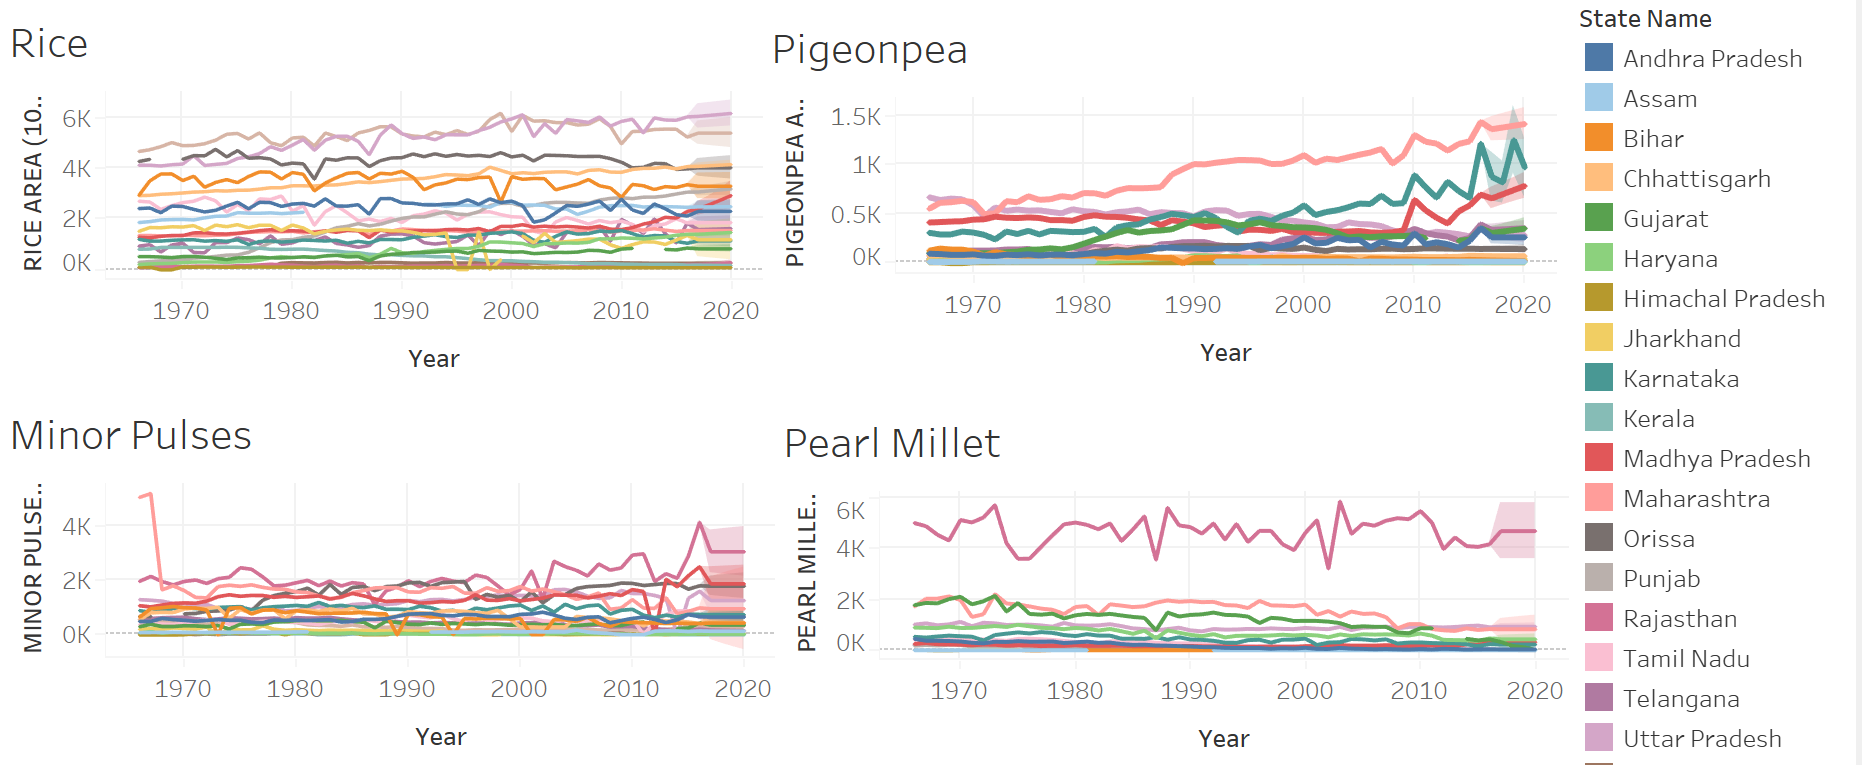 Rice
RICE AREA (10..
6K
4K
2K
0K
1970 1980 1990 2000 2010 2020
Year
Pigeonpea
PIGEONPEA A..
1.5K
1K
0.5K
0K
1970 1980 1990 2000 2010 2020
Year
Minor Pulses
MINOR PULSE..
4K
2K
0K
1970 1980 1990 2000 2010 2020
Year
Pearl Millet
PEARL MILLE..
6K
4K
2K
0K
1970 1980 1990 2000 2010 2020
Year
State Name
Andhra Pradesh
Assam
Bihar
Chhattisgarh
Gujarat
Haryana
Himachal Pradesh
Jharkhand
Karnataka
Kerala
Madhya Pradesh
Maharashtra
Orissa
Punjab
Rajasthan
Tamil Nadu
Telangana
Uttar Pradesh